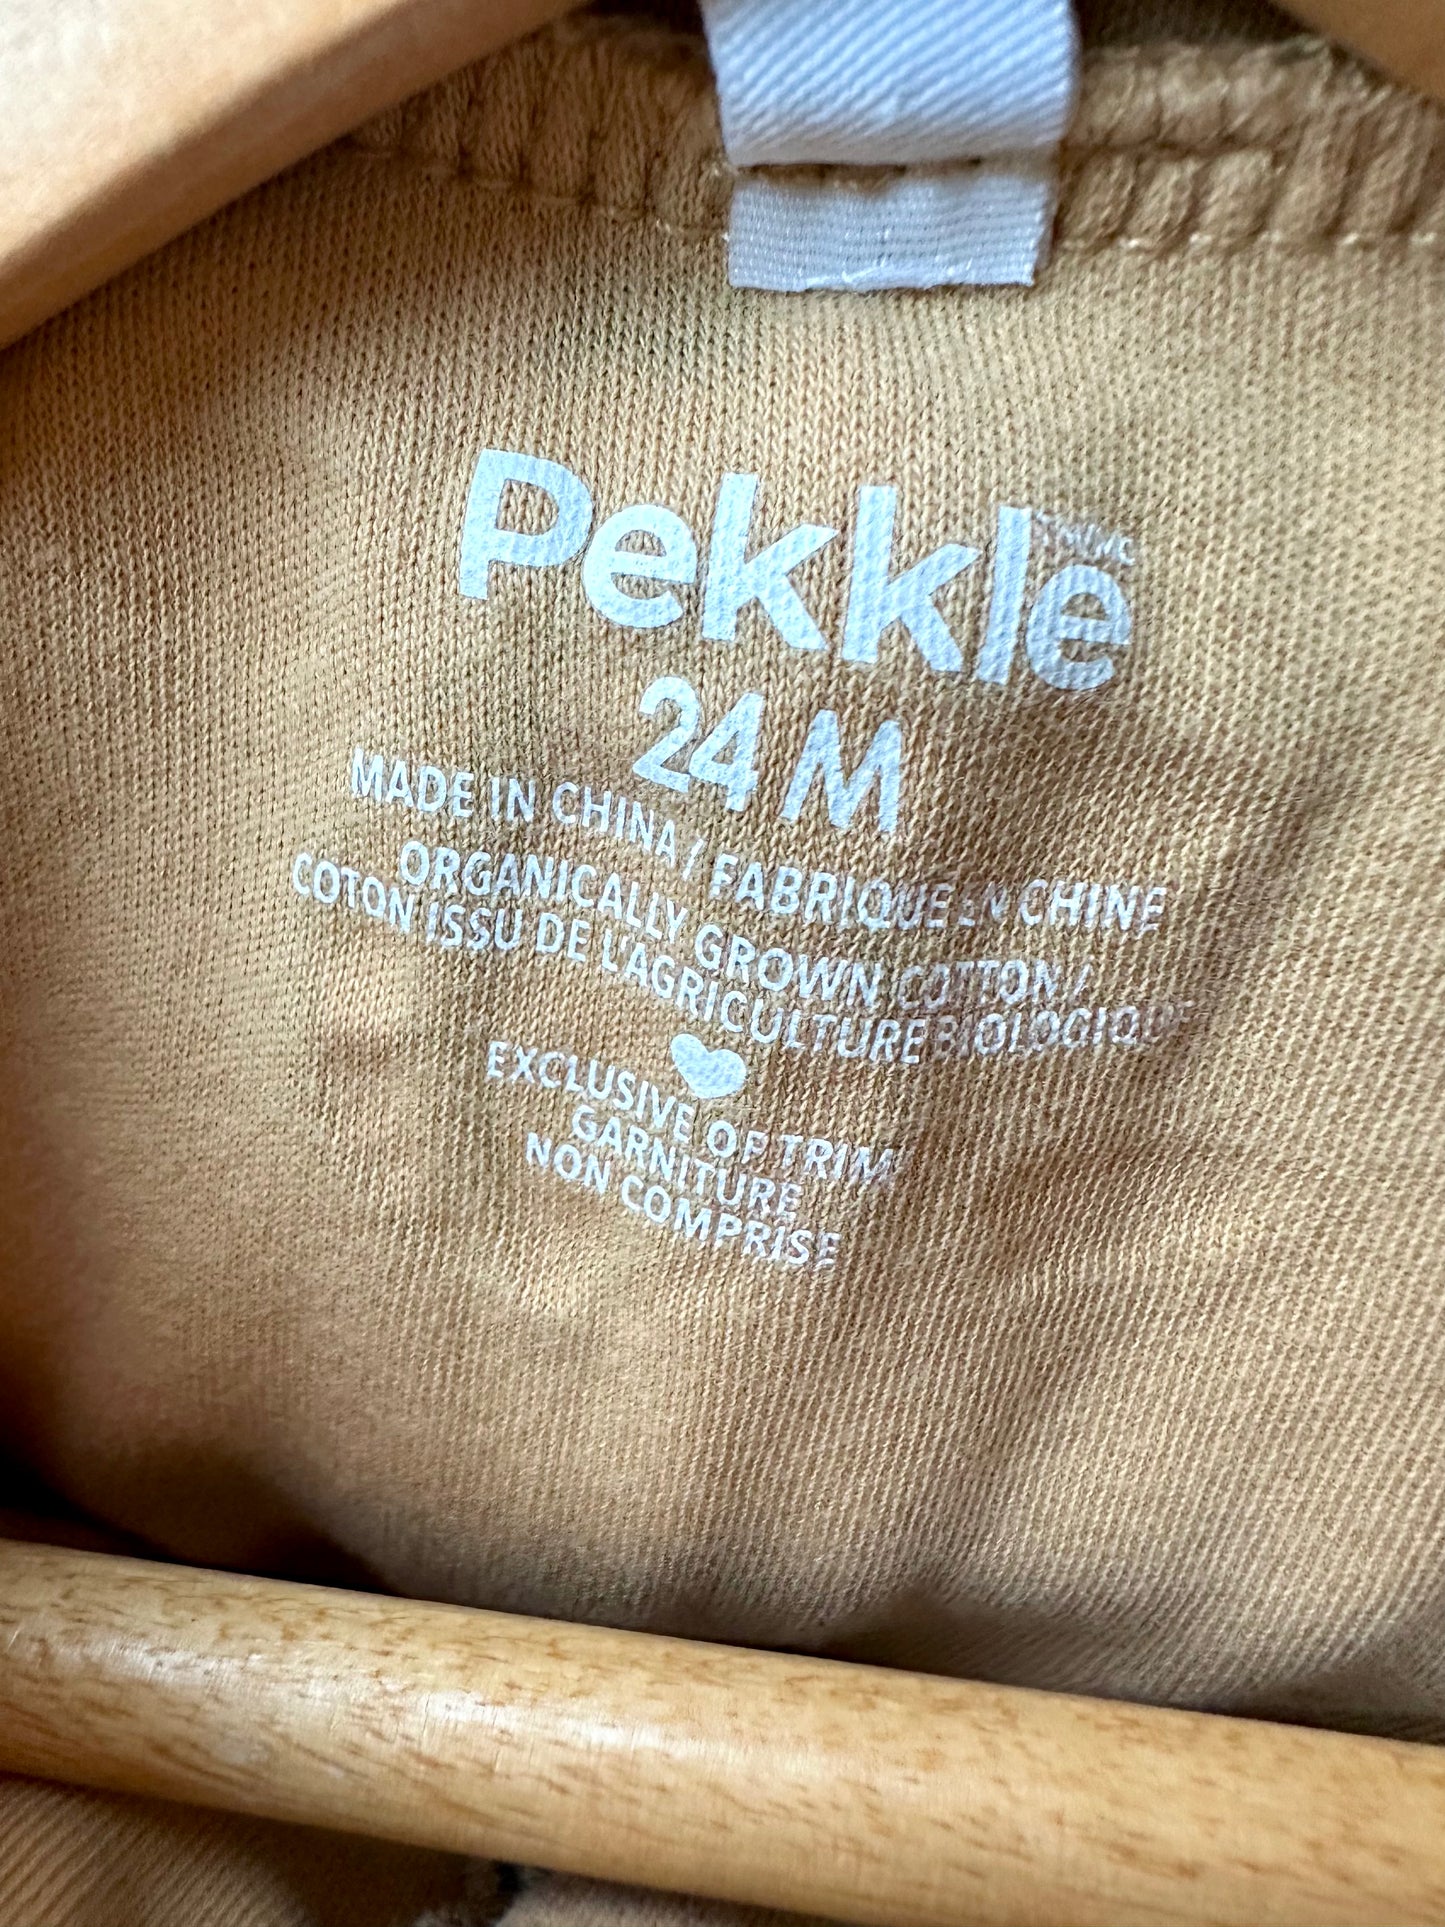 Pekkle
24 M
MADE IN CHINA / FABRIQUE EN CHINE
ORGANICALLY GROWN COTTON /
COTON ISSU DE L'AGRICULTURE BIOLOGIQUE
EXCLUSIVE OF TRIM
GARNITURE
NON COMPRISE